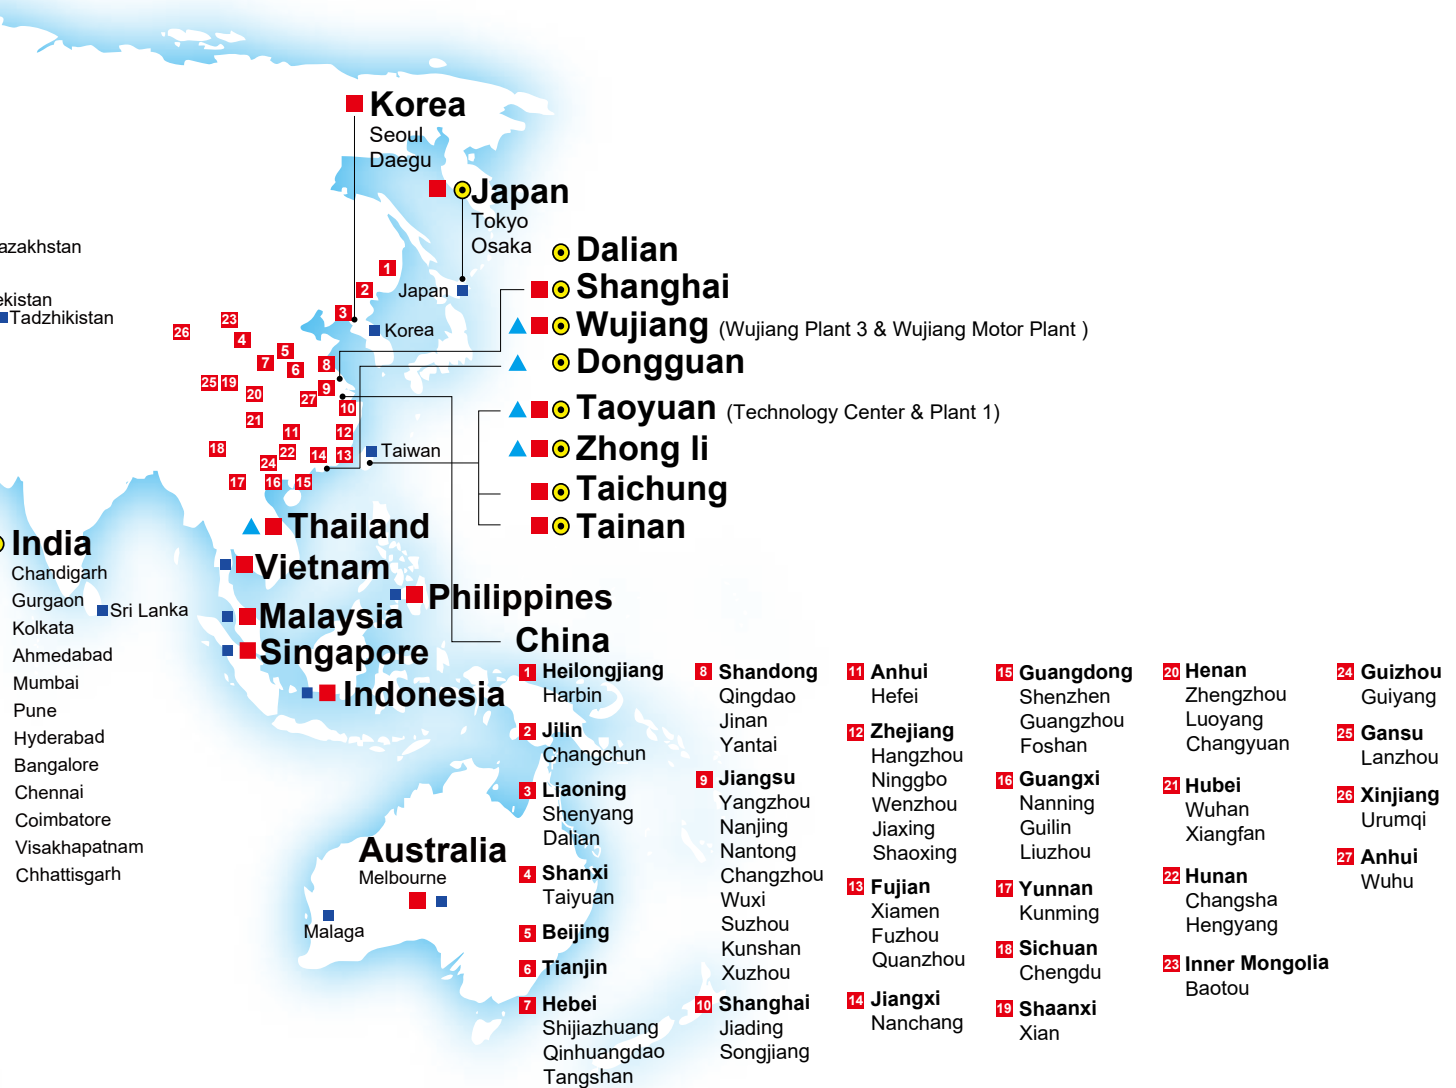 Korea
Seoul
Daegu
Japan
Tokyo
Osaka
azakhstan
ekistan
Tadzhikistan
1
2
3
Japan
Korea
Dalian
Shanghai
Wujiang (Wujiang Plant 3 & Wujiang Motor Plant )
Dongguan
Taoyuan (Technology Center & Plant 1)
Zhong li
Taichung
Tainan
23
26
4
5
7
6
8
25
19
20
27
9
10
21
11
12
18
22
14
13
24
17
16
15
Taiwan
Thailand
Vietnam
Philippines
Malaysia
Singapore
Indonesia
India
Chandigarh
Gurgaon
Kolkata
Ahmedabad
Mumbai
Pune
Hyderabad
Bangalore
Chennai
Coimbatore
Visakhapatnam
Chhattisgarh
Sri Lanka
Australia
Melbourne
Malaga
China
1 Heilongjiang
Harbin
2 Jilin
Changchun
3 Liaoning
Shenyang
Dalian
4 Shanxi
Taiyuan
5 Beijing
6 Tianjin
7 Hebei
Shijiazhuang
Qinhuangdao
Tangshan
8 Shandong
Qingdao
Jinan
Yantai
9 Jiangsu
Yangzhou
Nanjing
Nantong
Changzhou
Wuxi
Suzhou
Kunshan
Xuzhou
10 Shanghai
Jiading
Songjiang
11 Anhui
Hefei
12 Zhejiang
Hangzhou
Ninggbo
Wenzhou
Jiaxing
Shaoxing
13 Fujian
Xiamen
Fuzhou
Quanzhou
14 Jiangxi
Nanchang
15 Guangdong
Shenzhen
Guangzhou
Foshan
16 Guangxi
Nanning
Guilin
Liuzhou
17 Yunnan
Kunming
18 Sichuan
Chengdu
19 Shaanxi
Xian
20 Henan
Zhengzhou
Luoyang
Changyuan
21 Hubei
Wuhan
Xiangfan
22 Hunan
Changsha
Hengyang
23 Inner Mongolia
Baotou
24 Guizhou
Guiyang
25 Gansu
Lanzhou
26 Xinjiang
Urumqi
27 Anhui
Wuhu